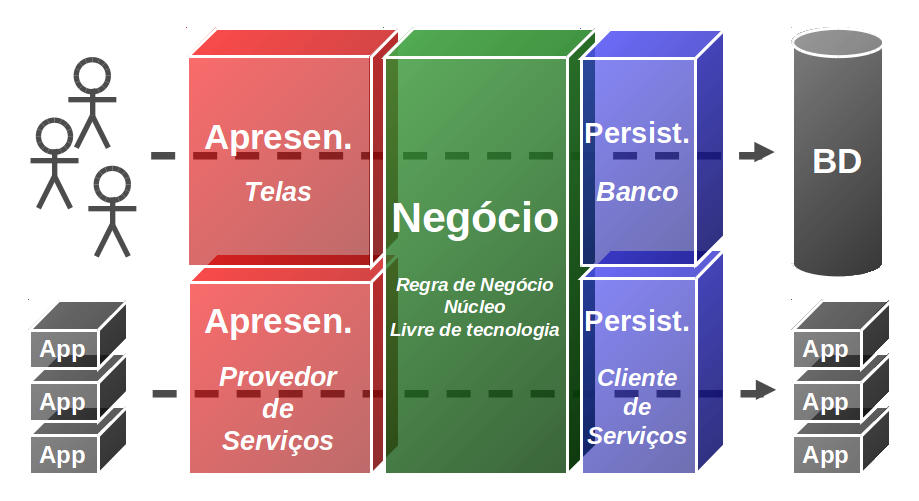 Apresen.
Telas
Negócio
Regra de Negócio
Núcleo
Livre de tecnologia
Persist.
Banco
BD
App
App
App
Apresen.
Provedor
de
Serviços
Persist.
Cliente
de
Serviços
App
App
App